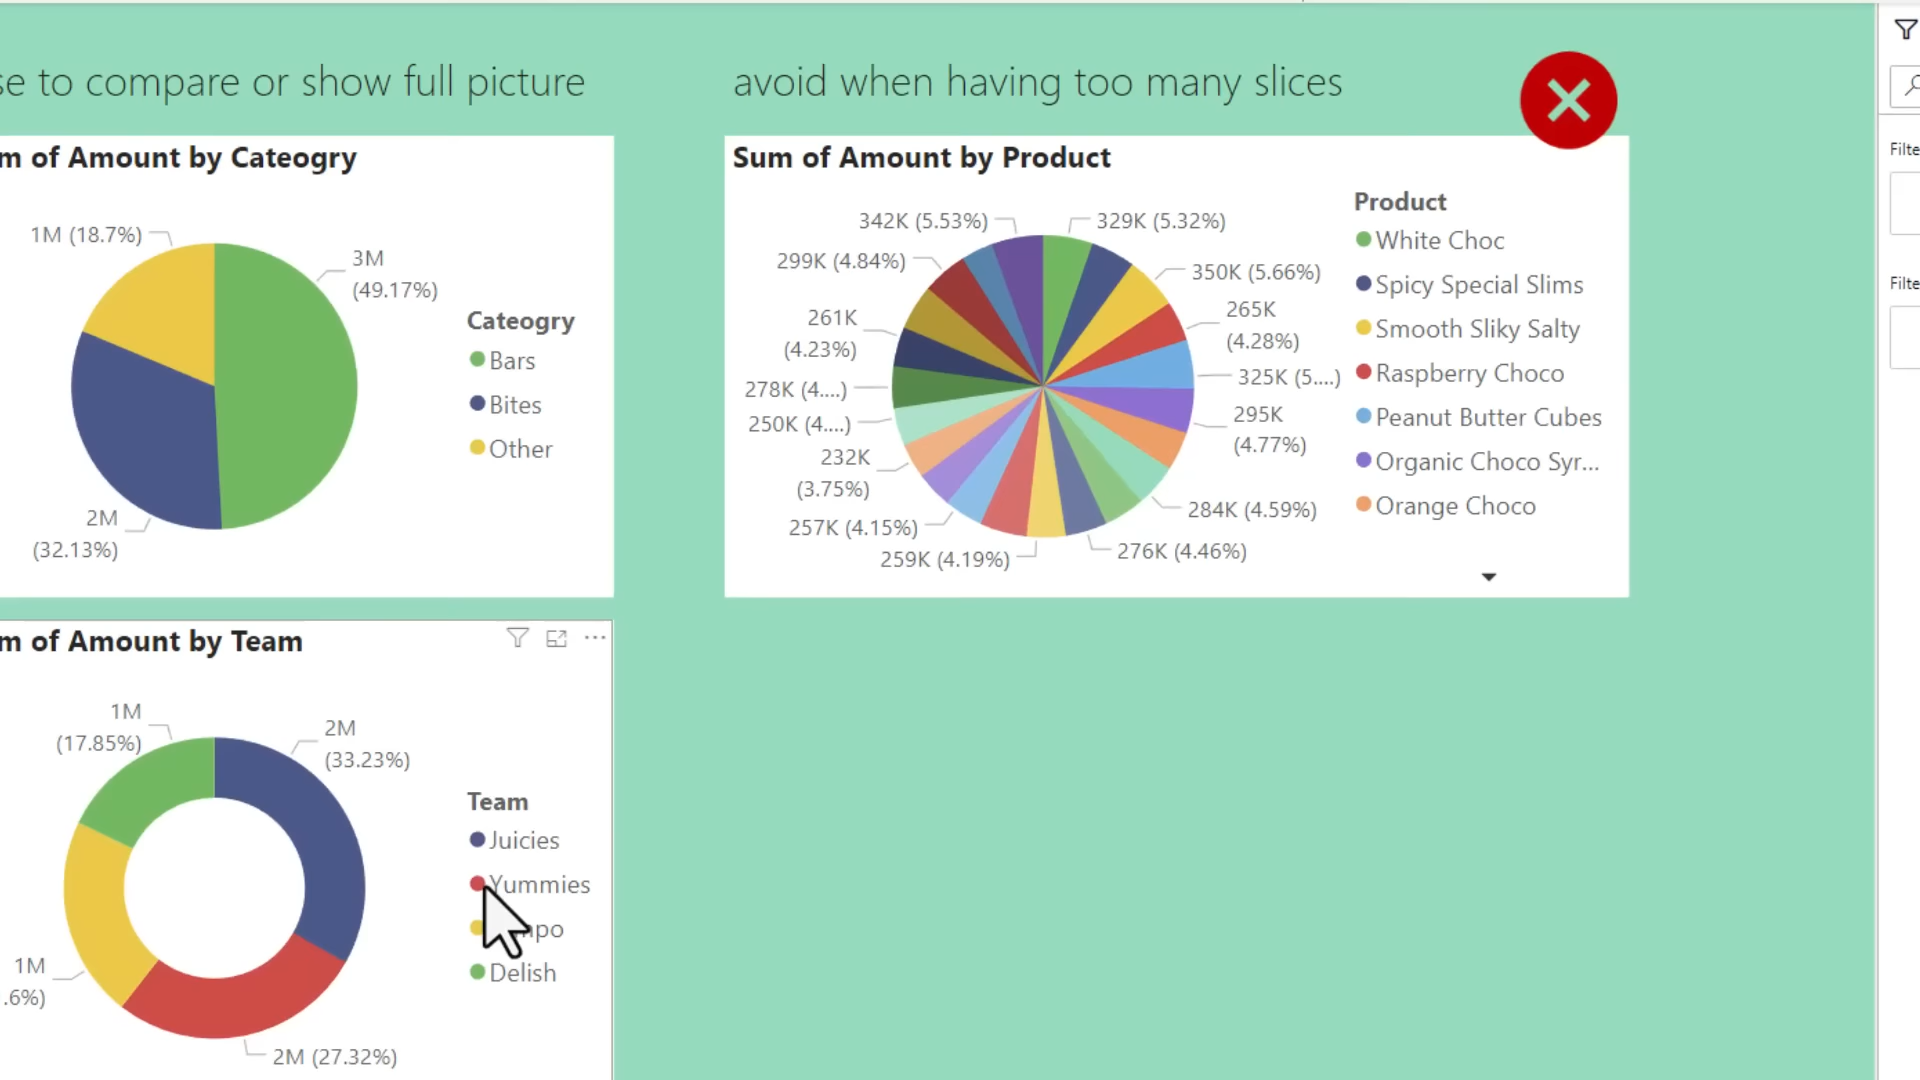 se to compare or show full picture
avoid when having too many slices
m of Amount by Cateogry
1M (18.7%)
3M
(49.17%)
2M
(32.13%)
Cateogry
Bars
Bites
Other
Sum of Amount by Product
342K (5.53%)
329K (5.32%)
299K (4.84%)
350K (5.66%)
261K
(4.23%)
265K
(4.28%)
278K (4....)
325K (5....)
250K (4....)
295K
(4.77%)
232K
(3.75%)
284K (4.59%)
257K (4.15%)
276K (4.46%)
259K (4.19%)
Product
White Choc
Spicy Special Slims
Smooth Sliky Salty
Raspberry Choco
Peanut Butter Cubes
Organic Choco Syr...
Orange Choco
m of Amount by Team
1M
(17.85%)
2M
(33.23%)
1M
.6%)
2M (27.32%)
Team
Juicies
Yummies
mpo
Delish
Filte
Filte